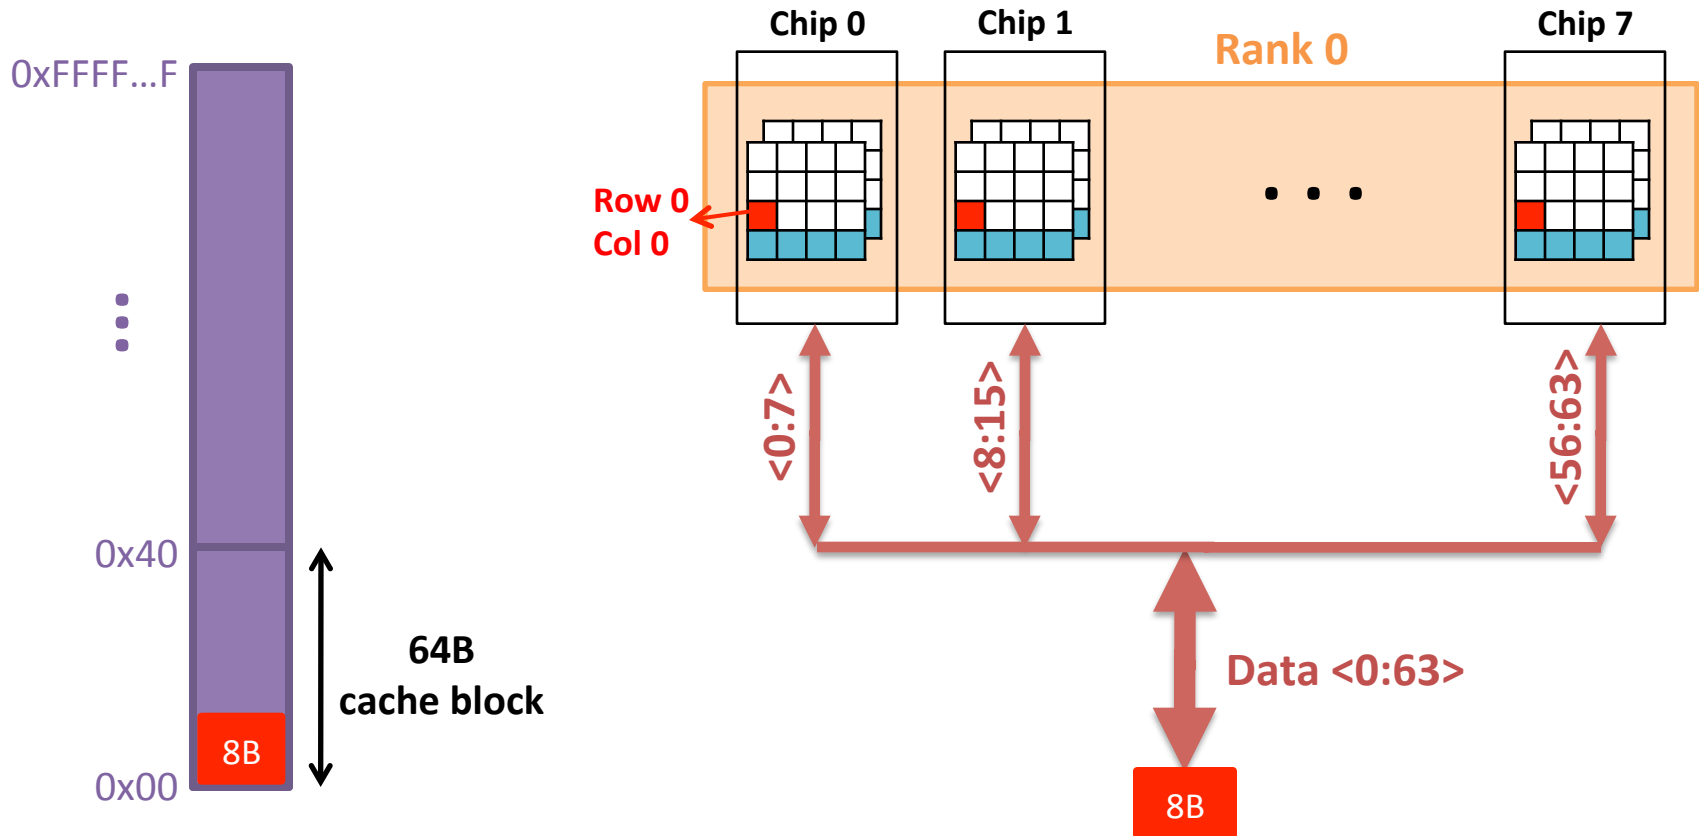 Chip 0
Chip 1
Chip 7
Rank 0
0xFFFF...F
Row 0
Col 0
<0:7>
<8:15>
<56:63>
0x40
64B
cache block
Data <0:63>
8B
0x00
8B